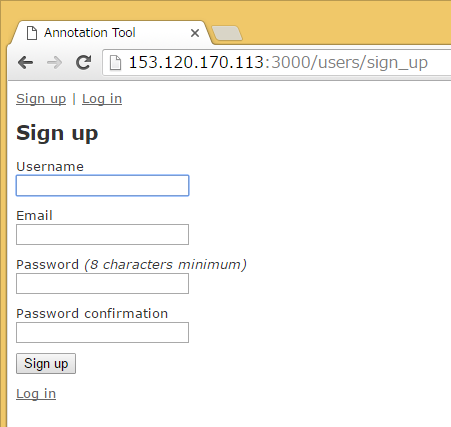 Annotation Tool
153.120.170.113:3000/users/sign_up
Sign up | Log in
Sign up
Username
Email
Password (8 characters minimum)
Password confirmation
Sign up
Log in